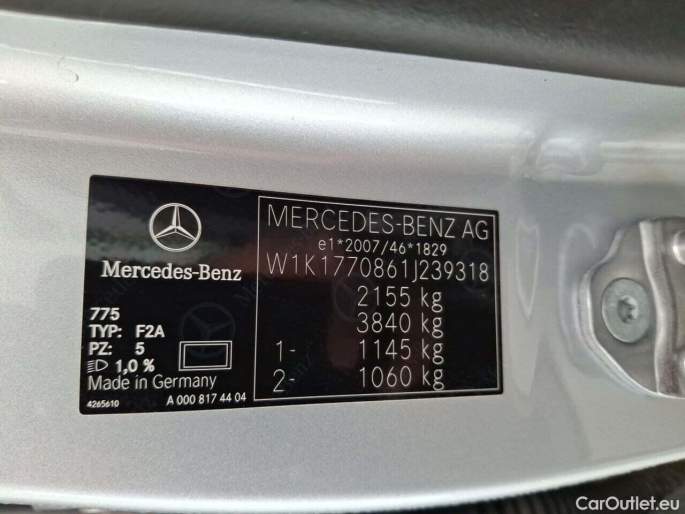 Mercedes-Benz
775
TYP: F2A
PZ: 5
1,0 %
Made in Germany
4265610
A 000 817 44 04
MERCEDES-BENZ AG
e1*2007/46*1829
W1K1770861J239318
2155 kg
3840 kg
1- 1145 kg
2- 1060 kg
CarOutlet.eu